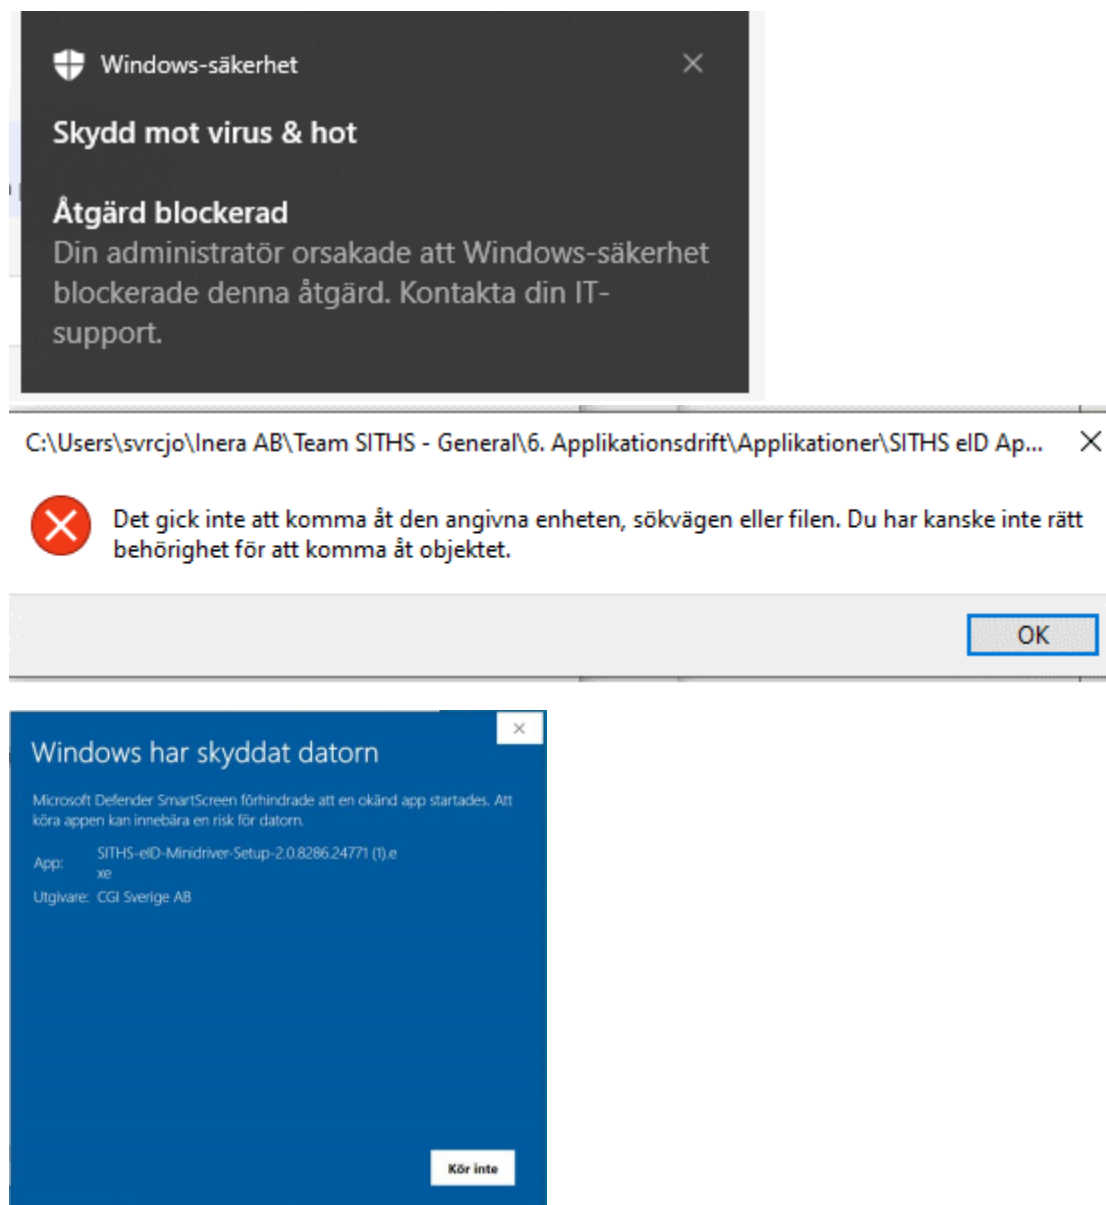 Windows-säkerhet
Skydd mot virus & hot
Åtgärd blockerad
Din administratör orsakade att Windows-säkerhet
blockerade denna åtgärd. Kontakta din IT-
support.
C:\Users\svrcjo\Inera AB\Team SITHS - General\6. Applikationsdrift\Applikationer\SITHS eID Ap...
Det gick inte att komma åt den angivna enheten, sökvägen eller filen. Du har kanske inte rätt
behörighet för att komma åt objektet.
OK
Windows har skyddat datorn
Microsoft Defender SmartScreen förhindrade att en okänd app startades. Att
köra appen kan innebära en risk för datorn.
App: SITHS-eID-Minidriver-Setup-2.0.8286.24771 (1).e
xe
Utgivare: CGI Sverige AB
Kör inte